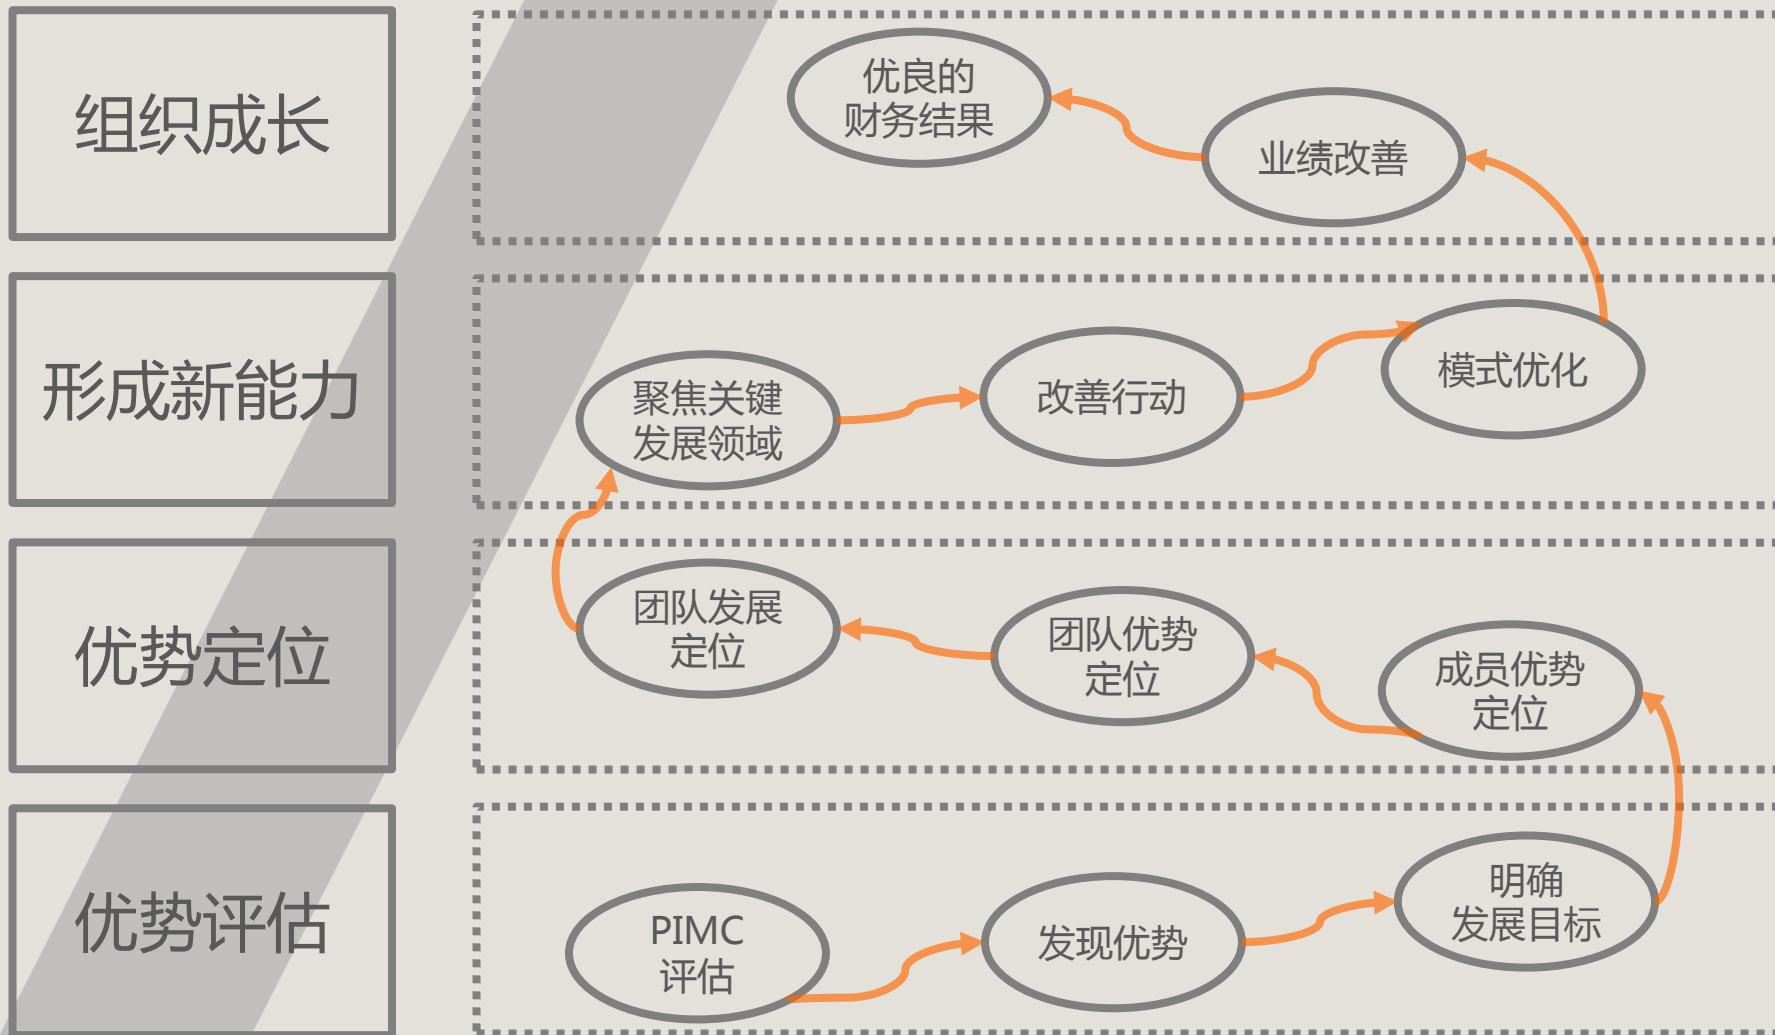 组织成长
优良的
财务结果
业绩改善
形成新能力
聚焦关键
发展领域
改善行动
模式优化
优势定位
团队发展
定位
团队优势
定位
成员优势
定位
优势评估
PIMC
评估
发现优势
明确
发展目标